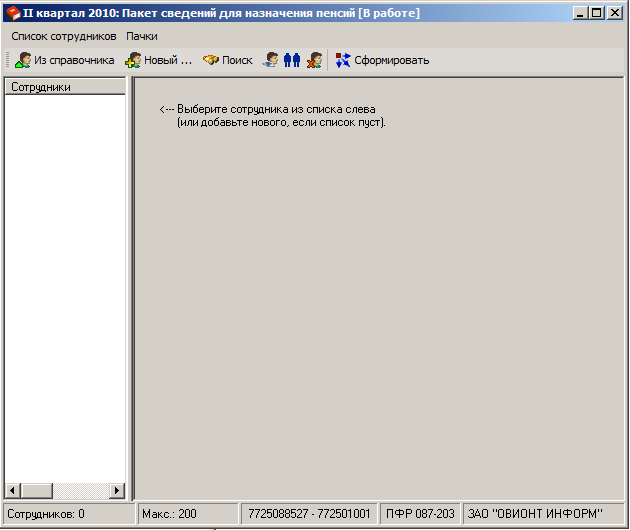 II квартал 2010: Пакет сведений для назначения пенсий [В работе]
Список сотрудников Пачки
Из справочника Новый ... Поиск Сформировать
Сотрудники
<--- Выберите сотрудника из списка слева
(или добавьте нового, если список пуст).
Сотрудников: 0 Макс.: 200 7725088527 - 772501001 ПФР 087-203 ЗАО "ОВИОНТ ИНФОРМ"